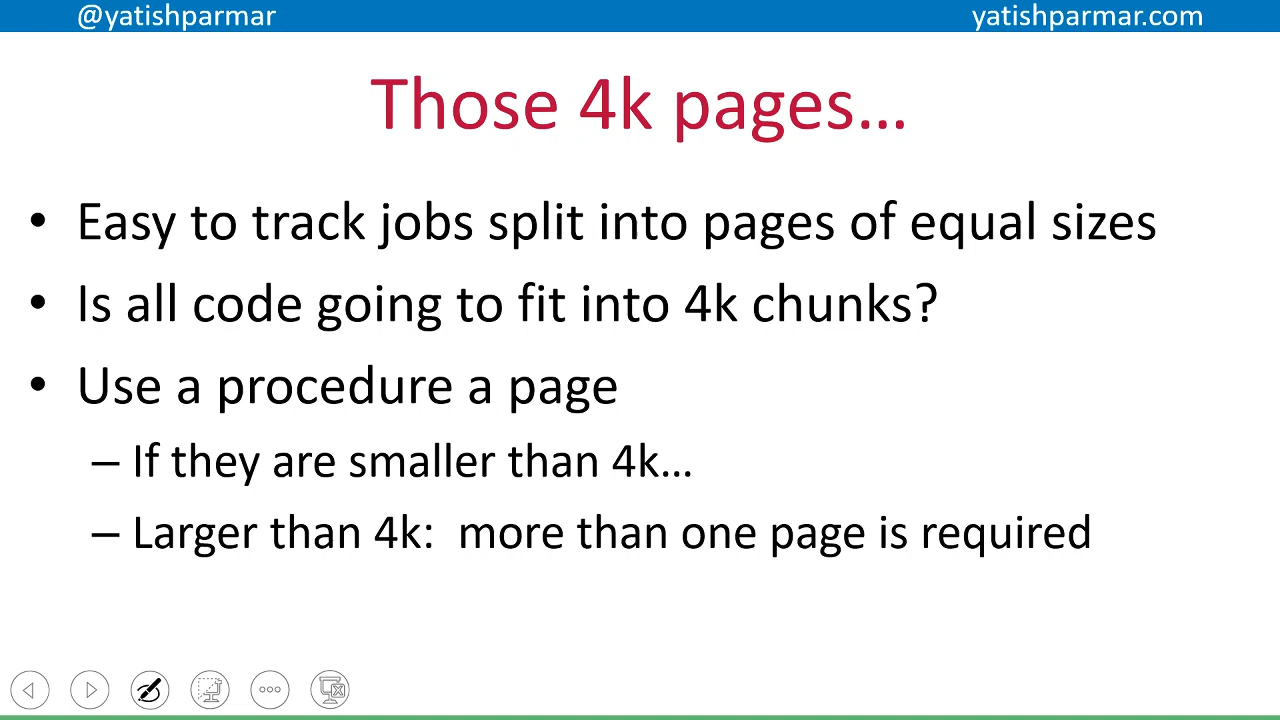 @yatishparmar
yatishparmar.com
Those 4k pages…
• Easy to track jobs split into pages of equal sizes
• Is all code going to fit into 4k chunks?
• Use a procedure a page
– If they are smaller than 4k…
– Larger than 4k:  more than one page is required